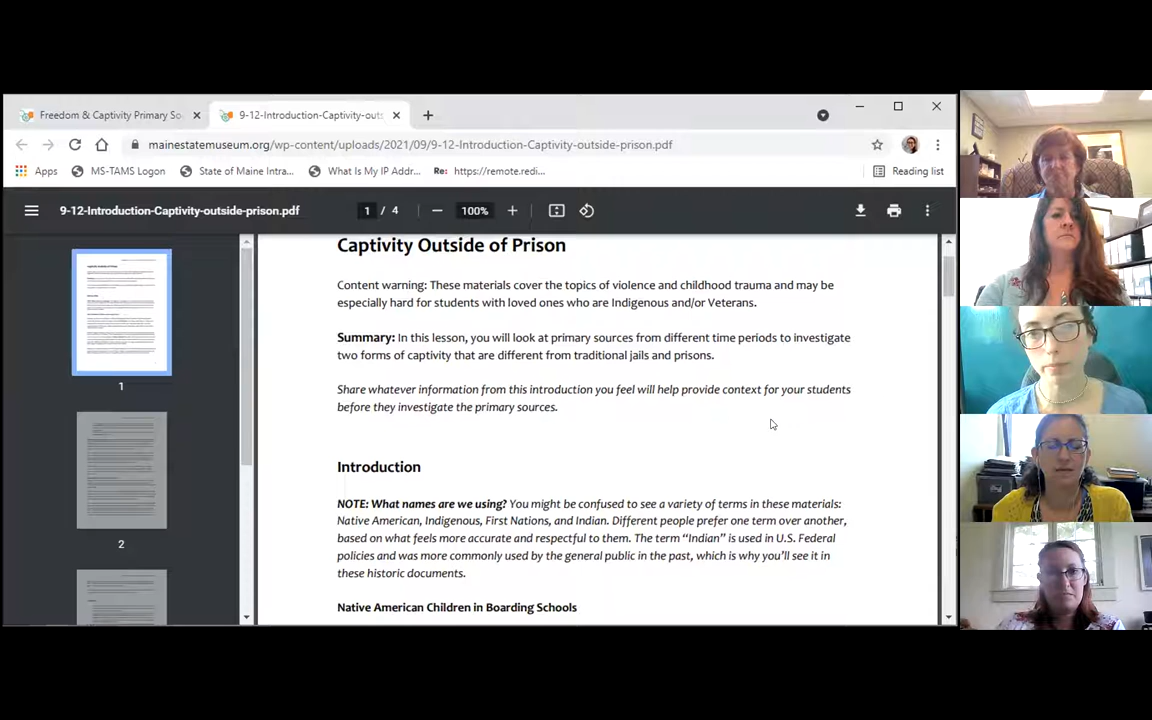 Freedom & Captivity Primary So
9-12-Introduction-Captivity-outs
mainestatemuseum.org/wp-content/uploads/2021/09/9-12-Introduction-Captivity-outside-prison.pdf
Apps MS-TAMS Logon State of Maine Intra... What Is My IP Addr... Re: https://remote.redi... Reading list
9-12-Introduction-Captivity-outside-prison.pdf 1 / 4 100%
Captivity Outside of Prison
Content warning: These materials cover the topics of violence and childhood trauma and may be
especially hard for students with loved ones who are Indigenous and/or Veterans.
Summary: In this lesson, you will look at primary sources from different time periods to investigate
two forms of captivity that are different from traditional jails and prisons.
Share whatever information from this introduction you feel will help provide context for your students
before they investigate the primary sources.
Introduction
NOTE: What names are we using? You might be confused to see a variety of terms in these materials:
Native American, Indigenous, First Nations, and Indian. Different people prefer one term over another,
based on what feels more accurate and respectful to them. The term “Indian” is used in U.S. Federal
policies and was more commonly used by the general public in the past, which is why you’ll see it in
these historic documents.
Native American Children in Boarding Schools
1
2